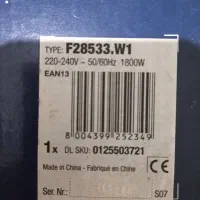 TYPE: F28533.W1
220-240V ~ 50/60Hz 1800W
EAN13
8 004399 252349
1x DL SKU: 0125503721
Made in China - Fabriqué en Chine
Ser. Nr.:
S07